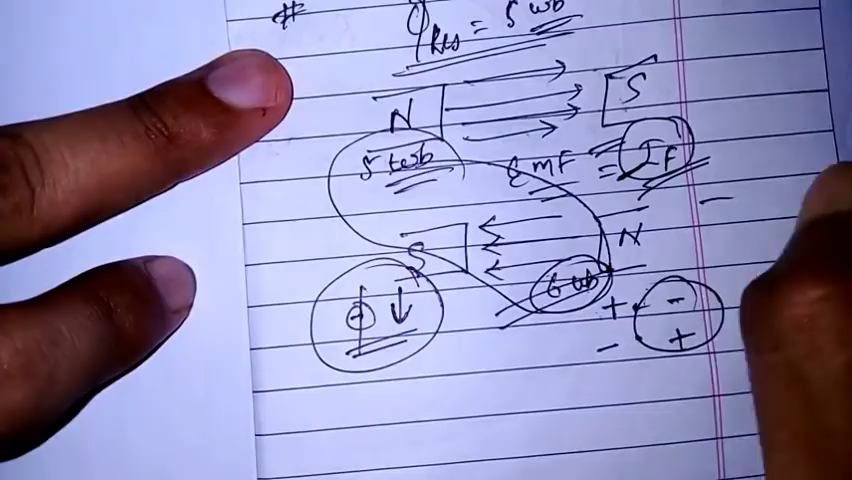 #
φRes = 5 wb
N S
5 wb EMF IF
-
S N
6 wb
φ ↓
+ -
- +